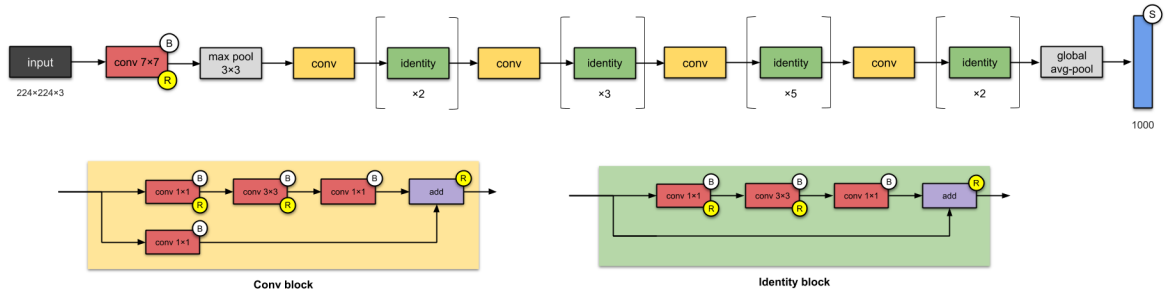 input
224×224×3
conv 7×7
B
R
max pool
3×3
conv
identity
×2
conv
identity
×3
conv
identity
×5
conv
identity
×2
global
avg-pool
S
1000
conv 1×1
B
R
conv 3×3
B
R
conv 1×1
B
add
R
conv 1×1
B
Conv block
conv 1×1
B
R
conv 3×3
B
R
conv 1×1
B
add
R
Identity block